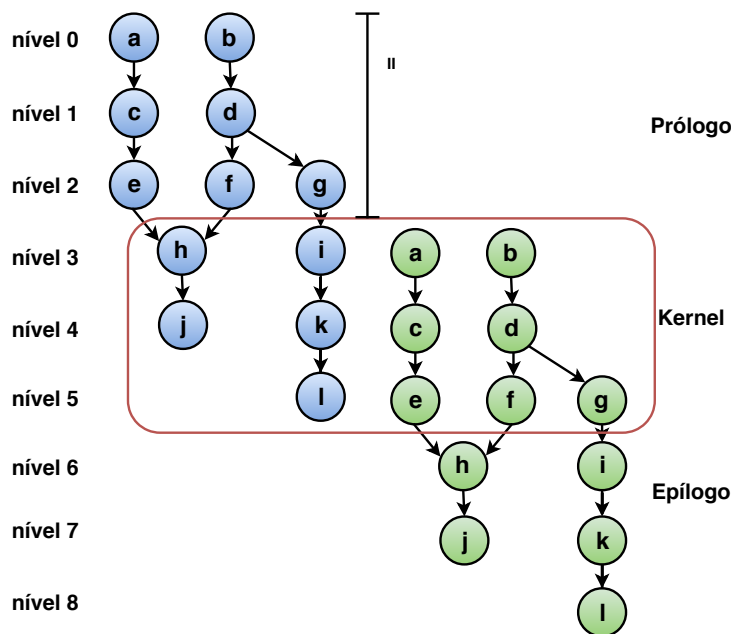 nível 0 a b
II
nível 1 c d Prólogo
nível 2 e f g
nível 3 h i a b
nível 4 j k c d Kernel
nível 5 l e f g
nível 6 h i
Epílogo
nível 7 j k
nível 8 l